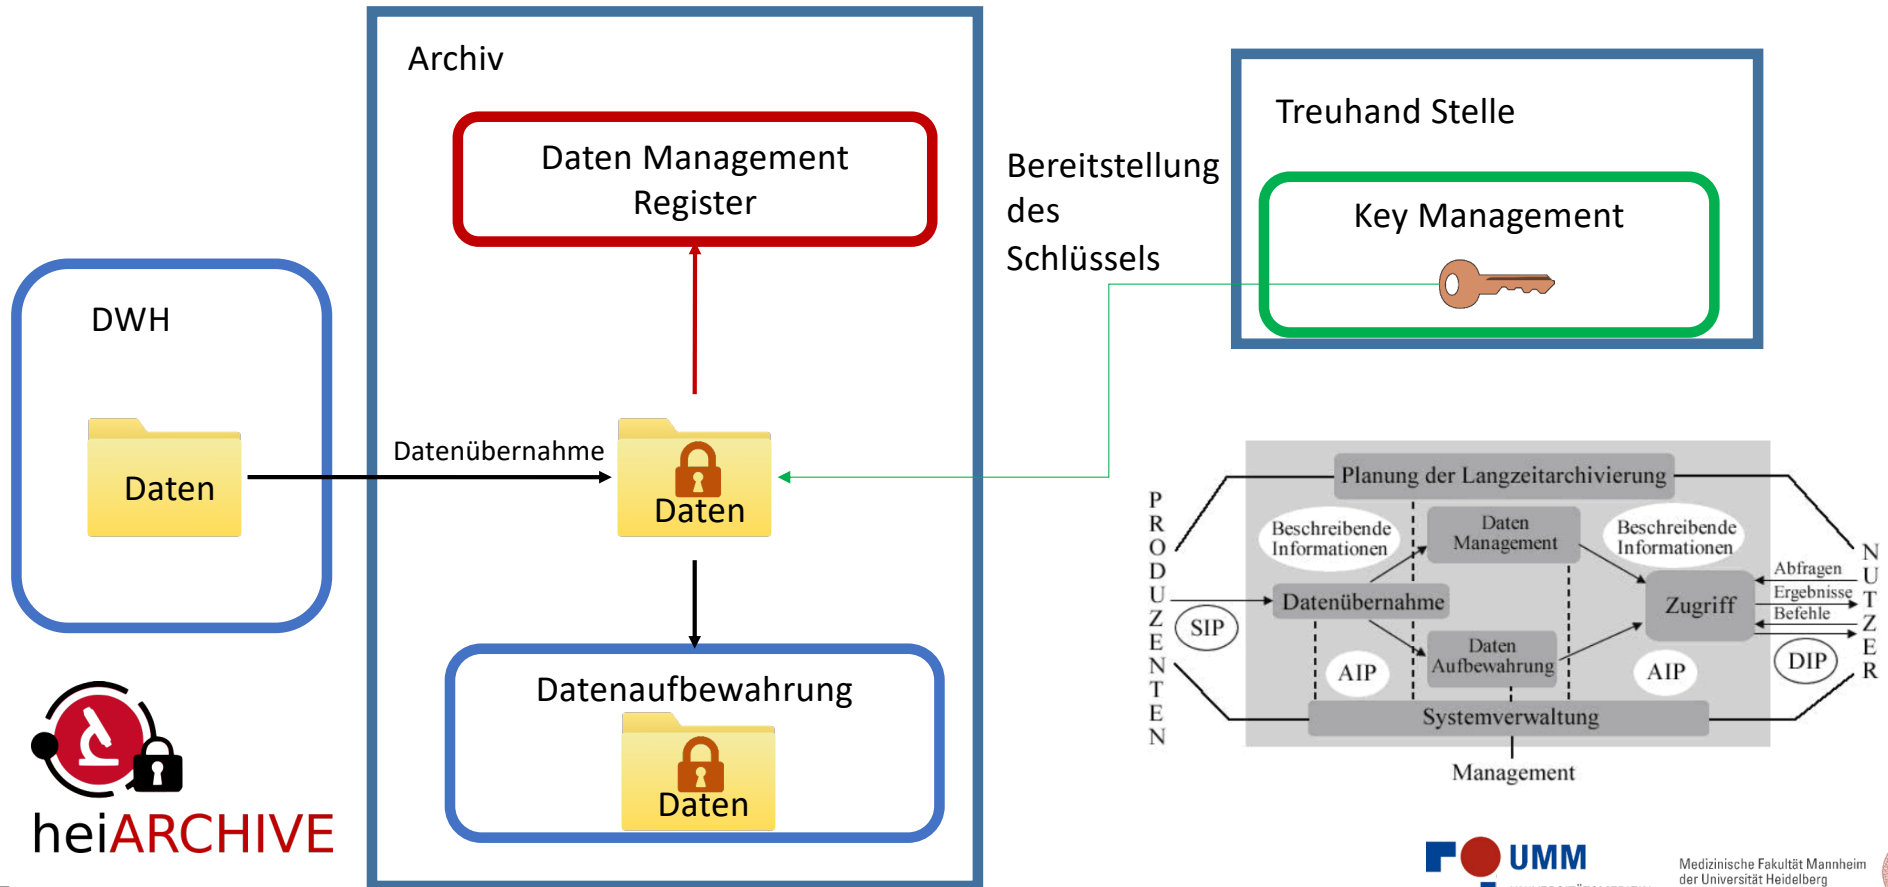 Archiv
Daten Management
Register
DWH
Daten
Datenübernahme
Daten
Datenaufbewahrung
Daten
Bereitstellung
des
Schlüssels
Treuhand Stelle
Key Management
PRODUZENTEN
SIP
Planung der Langzeitarchivierung
Beschreibende
Informationen
Daten
Management
Beschreibende
Informationen
Datenübernahme
Zugriff
Abfragen
Ergebnisse
Befehle
Daten
Aufbewahrung
AIP
AIP
DIP
Systemverwaltung
Management
NUTZER
heiARCHIVE
UMM
Medizinische Fakultät Mannheim
der Universität Heidelberg